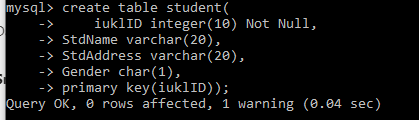 mysql> create table student(
    ->     iuklID integer(10) Not Null,
    -> StdName varchar(20),
    -> StdAddress varchar(20),
    -> Gender char(1),
    -> primary key(iuklID));
Query OK, 0 rows affected, 1 warning (0.04 sec)